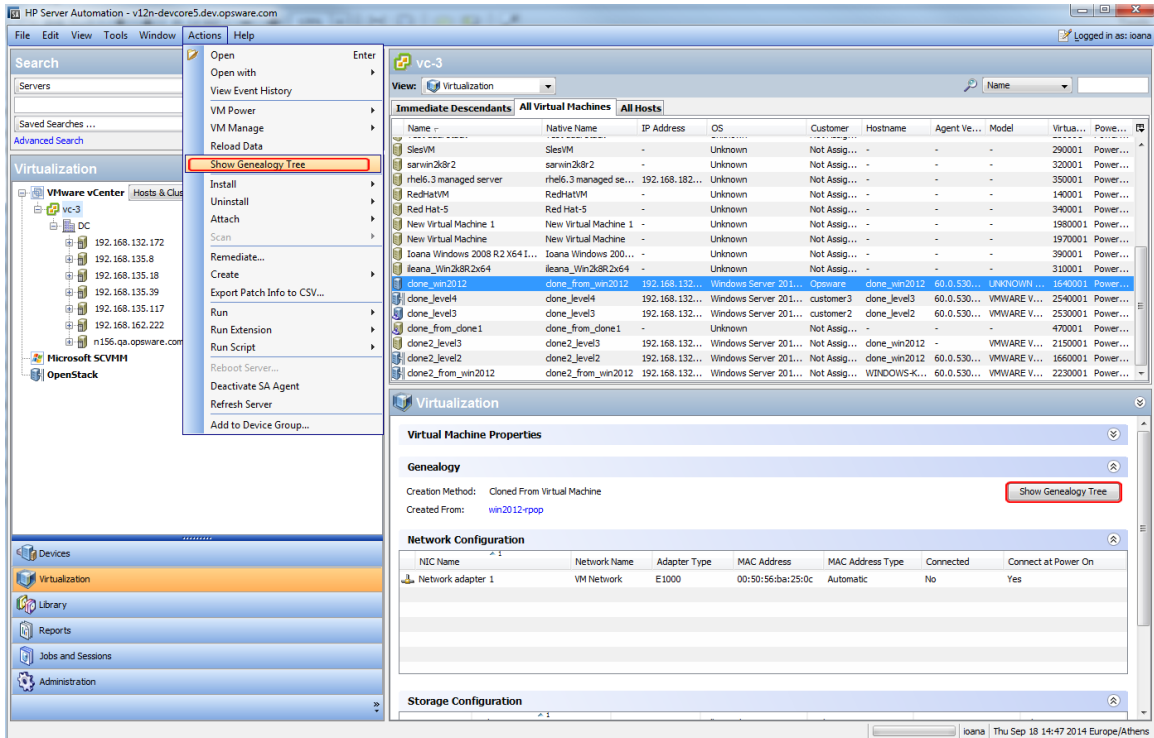 HP Server Automation - v12n-devcore5.dev.opsware.com
File Edit View Tools Window Actions Help
Logged in as: ioana
Search
Servers
Saved Searches ...
Advanced Search
Virtualization
VMware vCenter Hosts & Clus
vc-3
DC
192.168.132.172
192.168.135.8
192.168.135.18
192.168.135.39
192.168.135.117
192.168.162.222
n156.qa.opsware.com
Microsoft SCVMM
OpenStack
Devices
Virtualization
Library
Reports
Jobs and Sessions
Administration
Open Enter
Open with
View Event History
VM Power
VM Manage
Reload Data
Show Genealogy Tree
Install
Uninstall
Attach
Scan
Remediate...
Create
Export Patch Info to CSV...
Run
Run Extension
Run Script
Reboot Server...
Deactivate SA Agent
Refresh Server
Add to Device Group...
vc-3
View: Virtualization Name
Immediate Descendants All Virtual Machines All Hosts
Name Native Name IP Address OS Customer Hostname Agent Ve... Model Virtua... Powe...
SlesVM SlesVM - Unknown Not Assig... - - - 290001 Power...
sarwin2k8r2 sarwin2k8r2 - Unknown Not Assig... - - - 320001 Power...
rhel6.3 managed server rhel6.3 managed se... 192.168.182... Unknown Not Assig... - - - 350001 Power...
RedHatVM RedHatVM - Unknown Not Assig... - - - 140001 Power...
Red Hat-5 Red Hat-5 - Unknown Not Assig... - - - 340001 Power...
New Virtual Machine 1 New Virtual Machine 1 - Unknown Not Assig... - - - 1980001 Power...
New Virtual Machine New Virtual Machine - Unknown Not Assig... - - - 1970001 Power...
Ioana Windows 2008 R2 X64 I... Ioana Windows 200... - Unknown Not Assig... - - - 390001 Power...
ileana_Win2k8R2x64 ileana_Win2k8R2x64 - Unknown Not Assig... - - - 310001 Power...
clone_win2012 clone_from_win2012 192.168.132... Windows Server 201... Opsware clone_win2012 60.0.530... UNKNOWN ... 1640001 Power...
clone_level4 clone_level4 192.168.132... Windows Server 201... customer3 clone_level3 60.0.530... VMWARE V... 2540001 Power...
clone_level3 clone_level3 192.168.132... Windows Server 201... customer2 clone_level2 60.0.530... VMWARE V... 2530001 Power...
clone_from_clone1 clone_from_clone1 - Unknown Not Assig... - - - 470001 Power...
clone2_level3 clone2_level3 192.168.132... Windows Server 201... Not Assig... clone_win2012 - VMWARE V... 2150001 Power...
clone2_level2 clone2_level2 192.168.132... Windows Server 201... Not Assig... clone_win2012 60.0.530... VMWARE V... 1660001 Power...
clone2_from_win2012 clone2_from_win2012 192.168.132... Windows Server 201... Not Assig... WINDOWS-K... 60.0.530... VMWARE V... 2230001 Power...
Virtualization
Virtual Machine Properties
Genealogy
Creation Method: Cloned From Virtual Machine
Show Genealogy Tree
Created From: win2012-rpop
Network Configuration
NIC Name 1 Network Name Adapter Type MAC Address MAC Address Type Connected Connect at Power On
Network adapter 1 VM Network E1000 00:50:56:ba:25:0c Automatic No Yes
Storage Configuration
1
ioana Thu Sep 18 14:47 2014 Europe/Athens